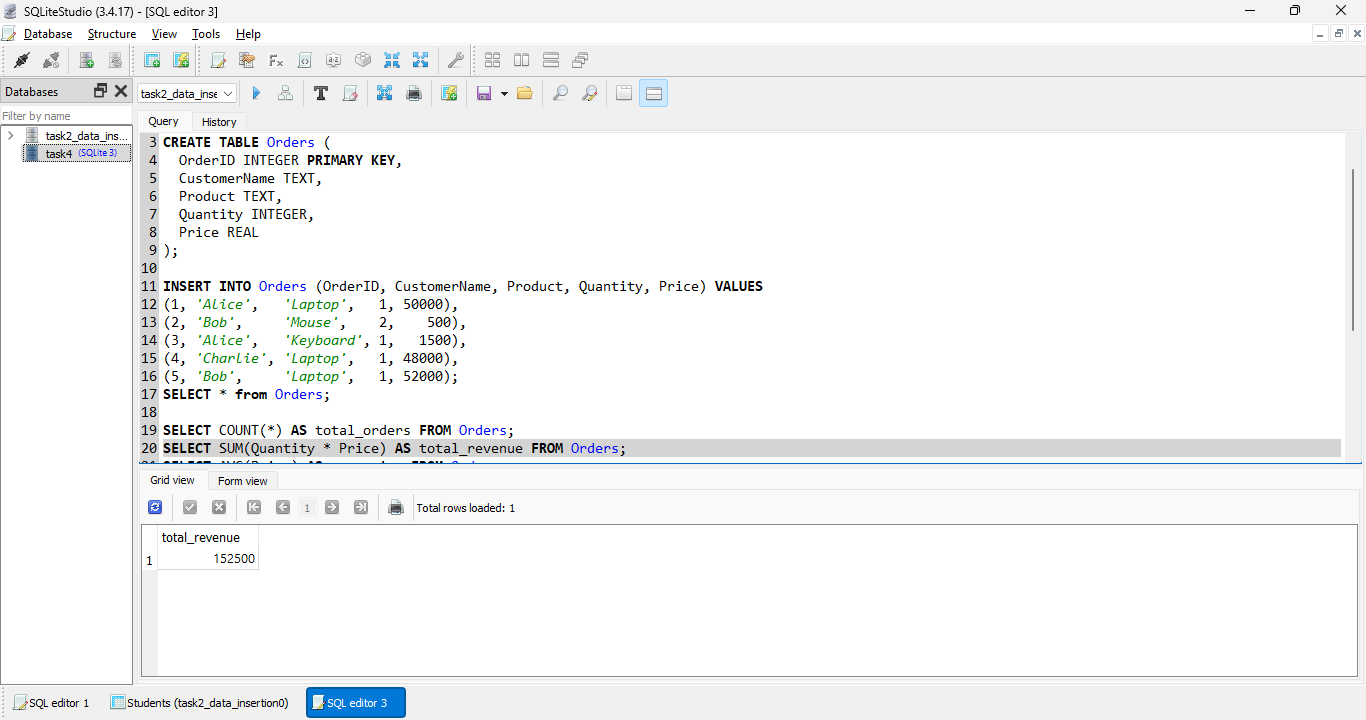 SQLiteStudio (3.4.17) - [SQL editor 3]
Database Structure View Tools Help
Databases
task2_data_inse
Filter by name
task2_data_ins...
task4 (SQLite 3)
Query History
3 CREATE TABLE Orders (
4 OrderID INTEGER PRIMARY KEY,
5 CustomerName TEXT,
6 Product TEXT,
7 Quantity INTEGER,
8 Price REAL
9 );
10
11 INSERT INTO Orders (OrderID, CustomerName, Product, Quantity, Price) VALUES
12 (1, 'Alice', 'Laptop', 1, 50000),
13 (2, 'Bob', 'Mouse', 2, 500),
14 (3, 'Alice', 'Keyboard', 1, 1500),
15 (4, 'Charlie', 'Laptop', 1, 48000),
16 (5, 'Bob', 'Laptop', 1, 52000);
17 SELECT * from Orders;
18
19 SELECT COUNT(*) AS total_orders FROM Orders;
20 SELECT SUM(Quantity * Price) AS total_revenue FROM Orders;
Grid view Form view
1 Total rows loaded: 1
total_revenue
1 152500
SQL editor 1 Students (task2_data_insertion0) SQL editor 3